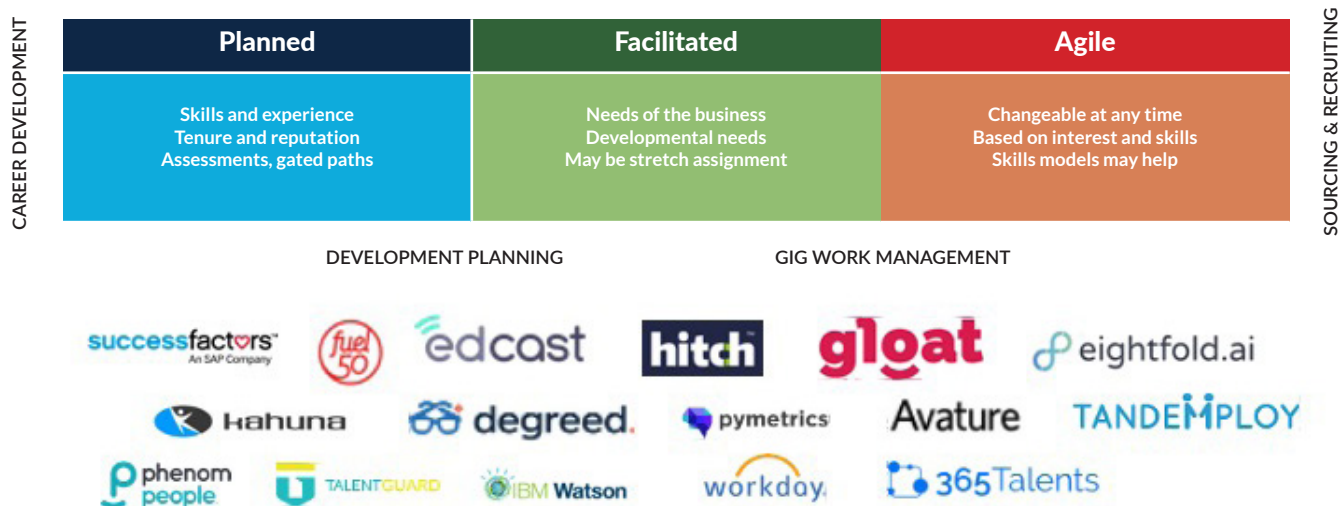 CAREER DEVELOPMENT
Planned
Facilitated
Agile
Skills and experience
Tenure and reputation
Assessments, gated paths
Needs of the business
Developmental needs
May be stretch assignment
Changeable at any time
Based on interest and skills
Skills models may help
SOURCING & RECRUITING
DEVELOPMENT PLANNING
GIG WORK MANAGEMENT
successfactors™
An SAP Company
fuel
50
edcast
hitch
gloat
eightfold.ai
kahuna
degreed.
pymetrics
Avature
TANDEMPLOY
phenom
people
TALENTGUARD
IBM Watson
workday.
365Talents